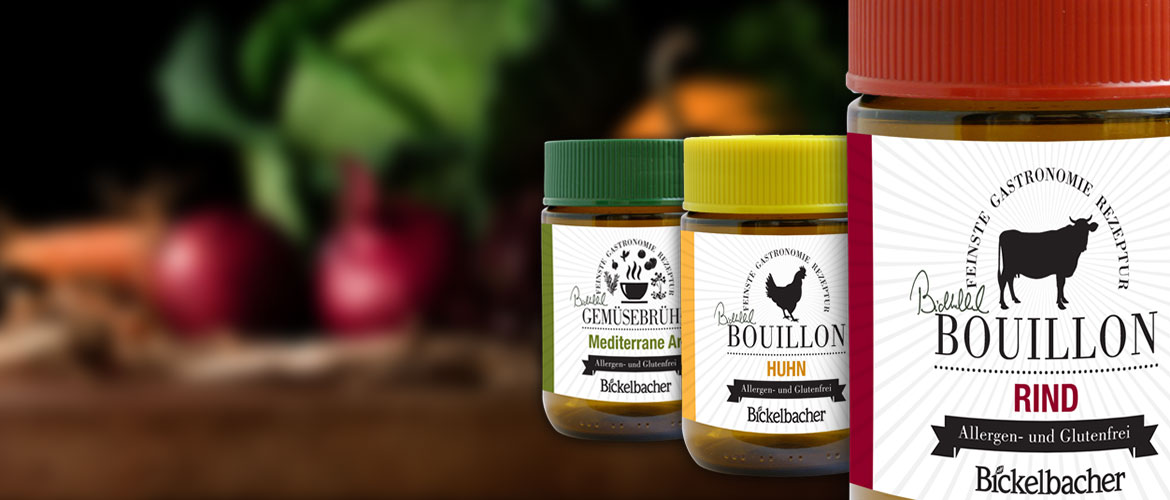 FEINSTE GASTRONOMIE REZEPTUR
GEMÜSEBRÜH
Mediterrane Ar
Allergen- und Glutenfrei
Bickelbacher
FEINSTE GASTRONOMIE REZEPTUR
BOUILLON
HUHN
Allergen- und Glutenfrei
Bickelbacher
FEINSTE GASTRONOMIE REZEPTUR
BOUILLON
RIND
Allergen- und Glutenfrei
Bickelbacher